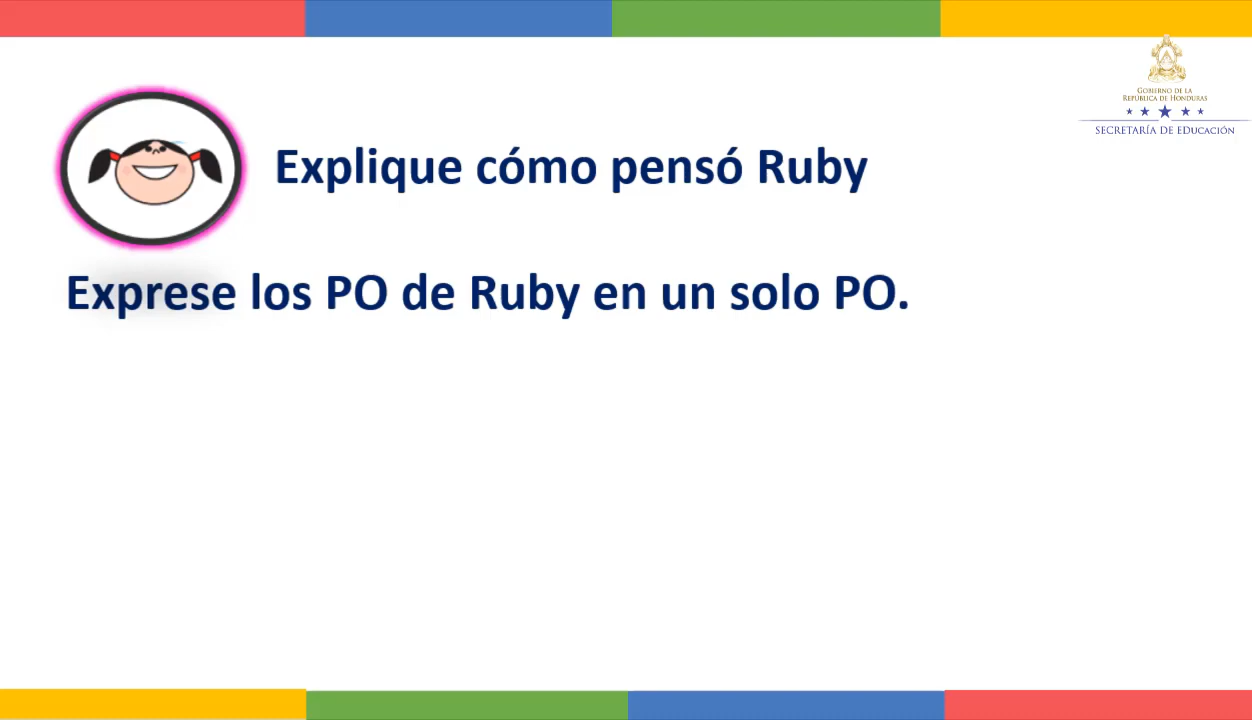 GOBIERNO DE LA
REPÚBLICA DE HONDURAS
SECRETARÍA DE EDUCACIÓN
Explique cómo pensó Ruby
Exprese los PO de Ruby en un solo PO.